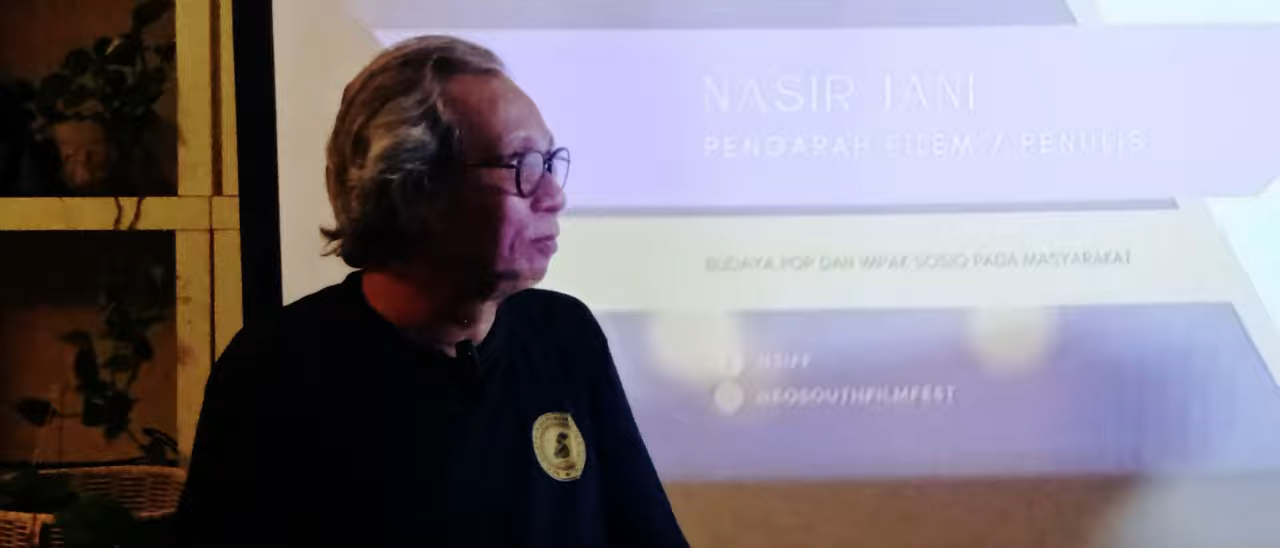 NASIR JANI
PENGARAH FILEM / PENULIS
BUDAYA POP DAN IMPAK SOSIO PADA MASYARAKAT
NSIFF
NEOSOUTHFILMFEST